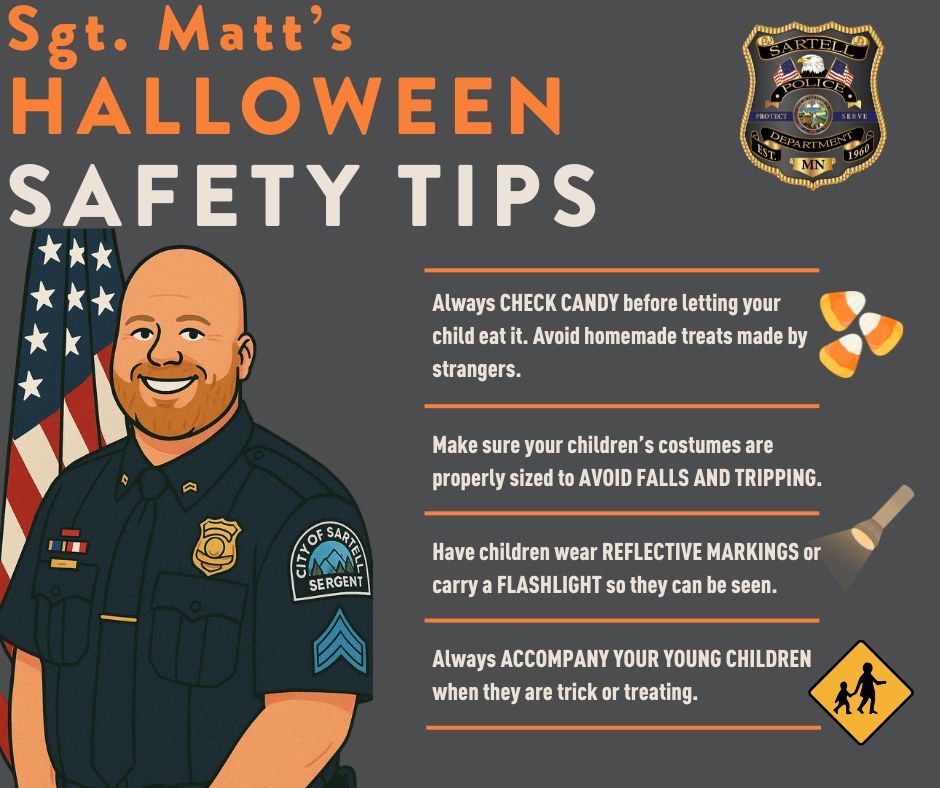 Sgt. Matt's
HALLOWEEN
SAFETY TIPS
SARTELL
POLICE
PROTECT SERVE
DEPARTMENT
EST. 1960
MN
Always CHECK CANDY before letting your
child eat it. Avoid homemade treats made by
strangers.
Make sure your children's costumes are
properly sized to AVOID FALLS AND TRIPPING.
Have children wear REFLECTIVE MARKINGS or
carry a FLASHLIGHT so they can be seen.
Always ACCOMPANY YOUR YOUNG CHILDREN
when they are trick or treating.
CITY OF SARTELL
SERGENT